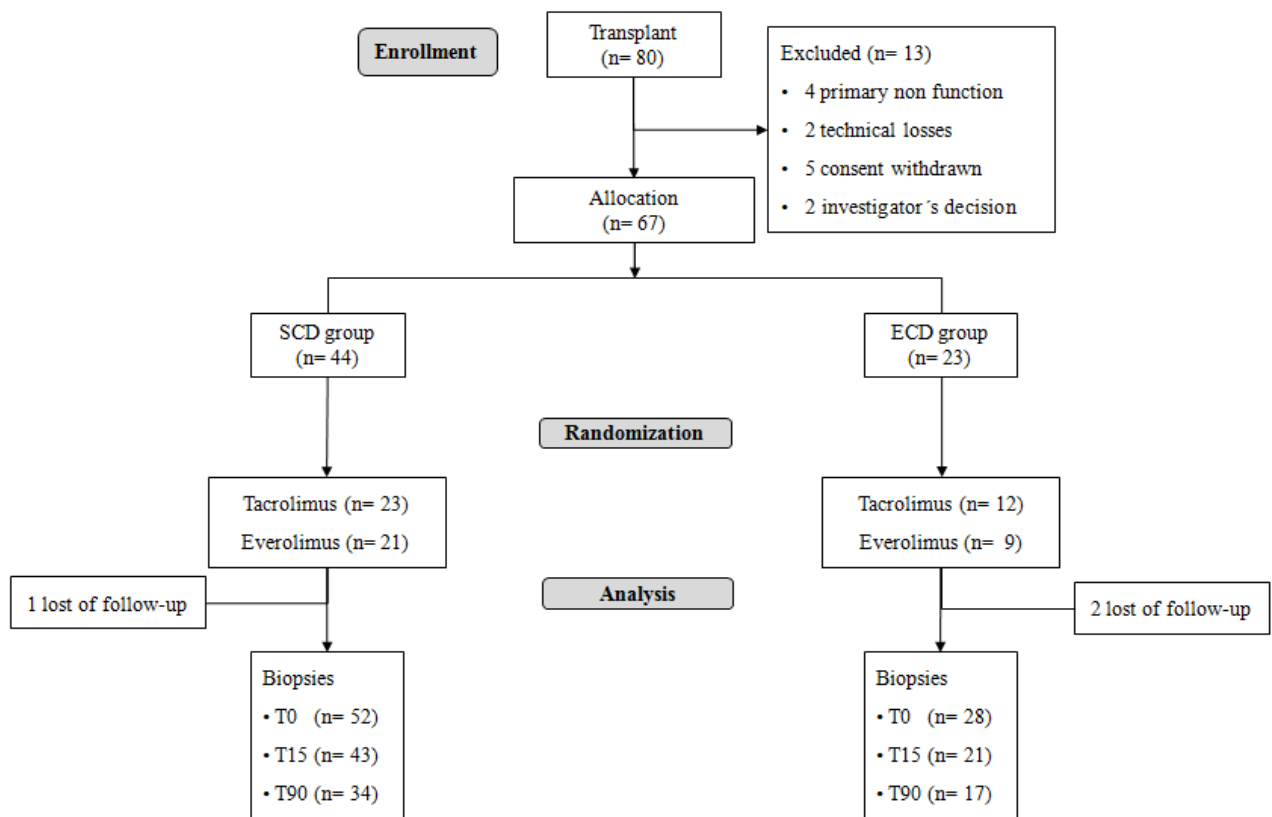 Enrollment
Transplant
(n= 80)
Excluded (n= 13)
• 4 primary non function
• 2 technical losses
• 5 consent withdrawn
• 2 investigator´s decision
Allocation
(n= 67)
SCD group
(n= 44)
ECD group
(n= 23)
Randomization
Tacrolimus (n= 23)
Everolimus (n= 21)
Tacrolimus (n= 12)
Everolimus (n= 9)
Analysis
1 lost of follow-up
2 lost of follow-up
Biopsies
• T0 (n= 52)
• T15 (n= 43)
• T90 (n= 34)
Biopsies
• T0 (n= 28)
• T15 (n= 21)
• T90 (n= 17)